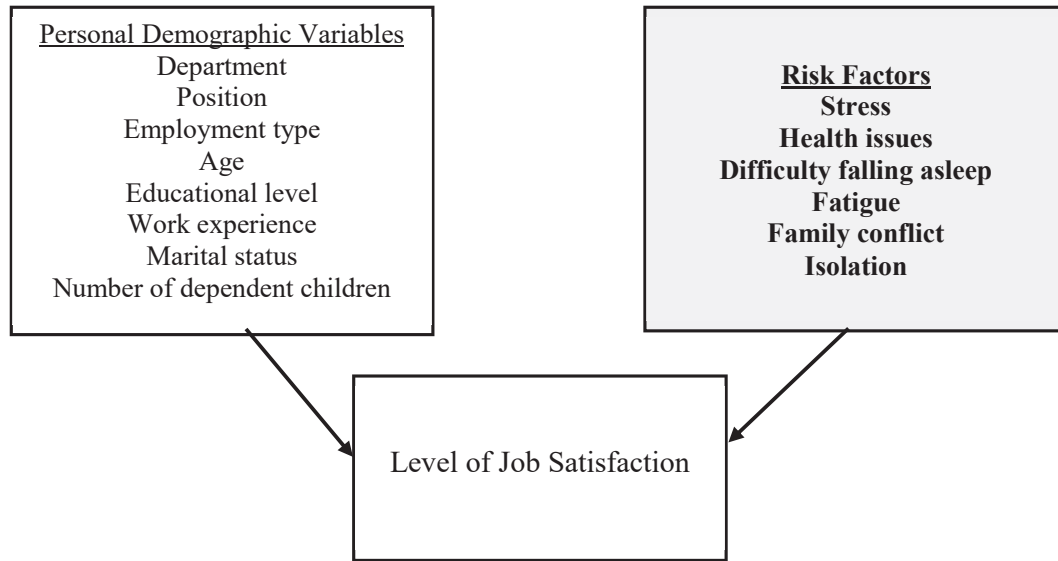 Personal Demographic Variables
Department
Position
Employment type
Age
Educational level
Work experience
Marital status
Number of dependent children
Risk Factors
Stress
Health issues
Difficulty falling asleep
Fatigue
Family conflict
Isolation
Level of Job Satisfaction